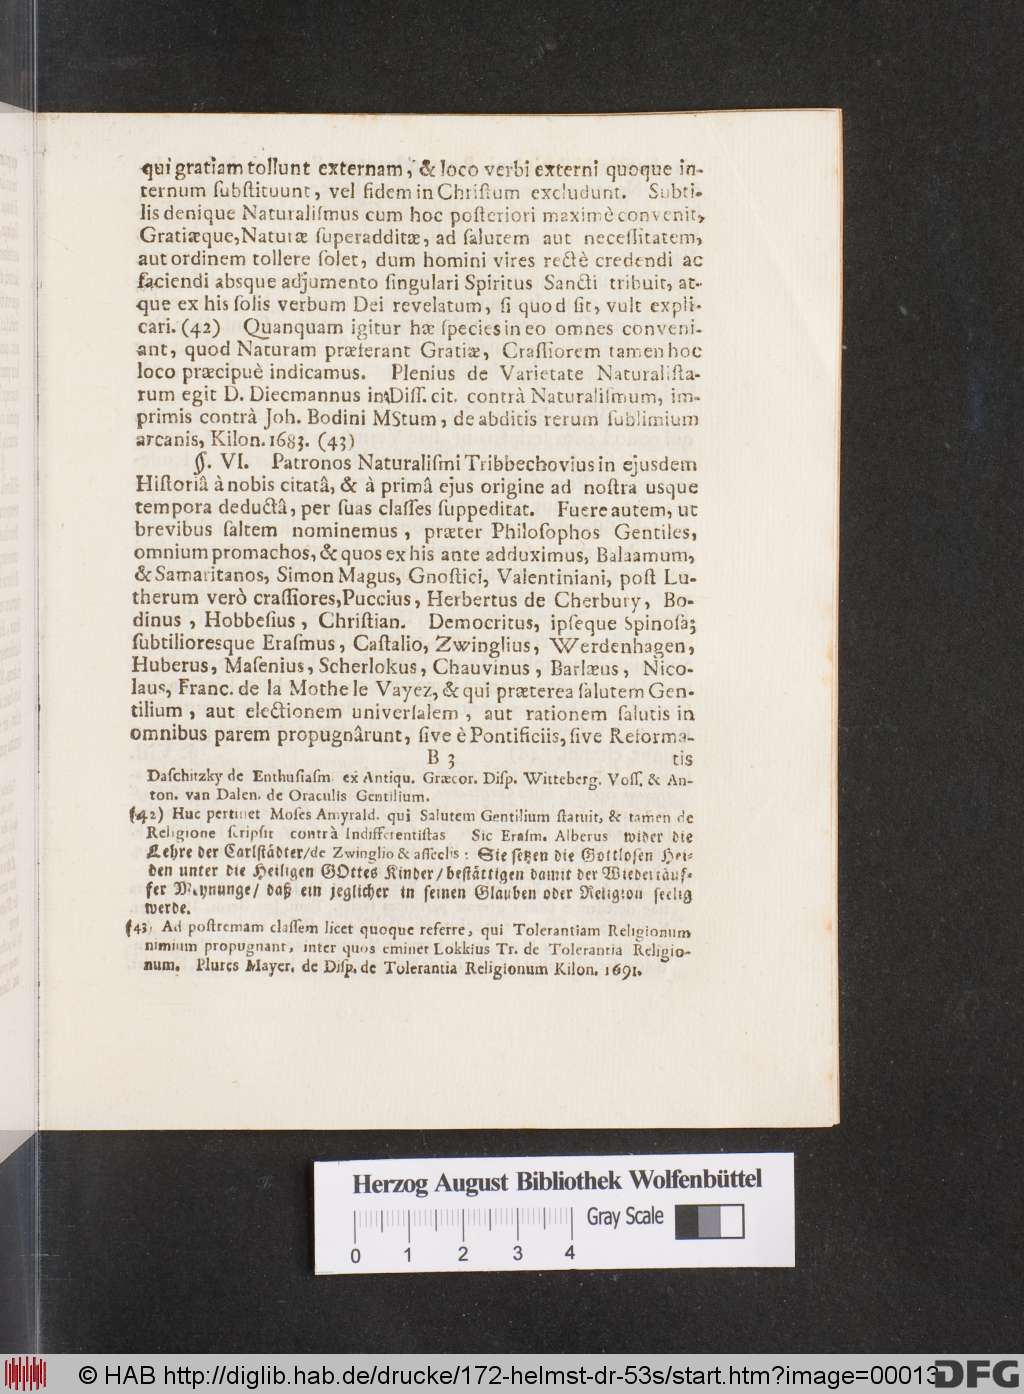 qui gratiam tollunt externam, & loco verbi externi quoque in-
ternum ſubſtituunt, vel fidem in Chriſtum excludunt. Subti-
lis denique Naturaliſmus cum hoc poſteriori maximè convenit,
Gratiæque, Naturæ ſuperadditæ, ad ſalutem aut neceſſitatem,
aut ordinem tollere ſolet, dum homini vires rectè credendi ac
faciendi absque adjumento ſingulari Spiritus Sancti tribuit, at-
que ex his ſolis verbum Dei revelatum, ſi quod ſit, vult expli-
cari. (42) Quanquam igitur hæ ſpecies in eo omnes conveni-
ant, quod Naturam præferant Gratiæ, Craſſiorem tamen hoc
loco præcipuè indicamus. Plenius de Varietate Naturaliſta-
rum egit D. Diecmannus in Diſſ. cit. contrà Naturaliſmum, im-
primis contrà Joh. Bodini MStum, de abditis rerum ſublimium
arcanis, Kilon. 1683. (43)
§. VI. Patronos Naturaliſmi Tribbechovius in ejusdem
Hiſtoriâ à nobis citatâ, & à primâ ejus origine ad noſtra usque
tempora deductâ, per ſuas claſſes ſuppeditat. Fuere autem, ut
brevibus ſaltem nominemus, præter Philoſophos Gentiles,
omnium promachos, & quos ex his ante adduximus, Balaamum,
& Samaritanos, Simon Magus, Gnoſtici, Valentiniani, poſt Lu-
therum verò craſſiores, Puccius, Herbertus de Cherbury, Bo-
dinus, Hobbeſius, Chriſtian. Democritus, ipſeque Spinoſa;
ſubtilioresque Eraſmus, Caſtalio, Zwinglius, Werdenhagen,
Huberus, Maſenius, Scherlokus, Chauvinus, Barlæus, Nico-
laus, Franc. de la Mothe le Vayez, & qui præterea ſalutem Gen-
tilium, aut electionem univerſalem, aut rationem ſalutis in
omnibus parem propugnârunt, ſive è Pontificiis, ſive Reforma-
B 3 tis
Daſchitzky de Enthuſiaſm. ex Antiqu. Græcor. Diſp. Witteberg. Voſſ. & An-
ton. van Dalen. de Oraculis Gentilium.
(42) Huc pertinet Moſes Amyrald. qui Salutem Gentilium ſtatuit, & tamen de
Religione ſcripſit contrà Indifferentiſtas Sic Eraſm. Alberus wider die
Lehre der Carlſtädter/ de Zwinglio & aſſeclis: Sie ſetzen die Gottloſen Hei-
den unter die Heiligen GOttes Kinder/ beſtättigen damit der Wiedertäuf-
fer Meynunge/ daß ein jeglicher in ſeinen Glauben oder Religion ſeelig
werde.
(43) Ad poſtremam claſſem licet quoque referre, qui Tolerantiam Religionum
nimium propugnant, inter quos eminet Lokkius Tr. de Tolerantia Religio-
num. Plures Mayer. de Diſp. de Tolerantia Religionum Kilon. 1691.
Herzog August Bibliothek Wolfenbüttel
Gray Scale
0 1 2 3 4
© HAB http://diglib.hab.de/drucke/172-helmst-dr-53s/start.htm?image=00013
DFG